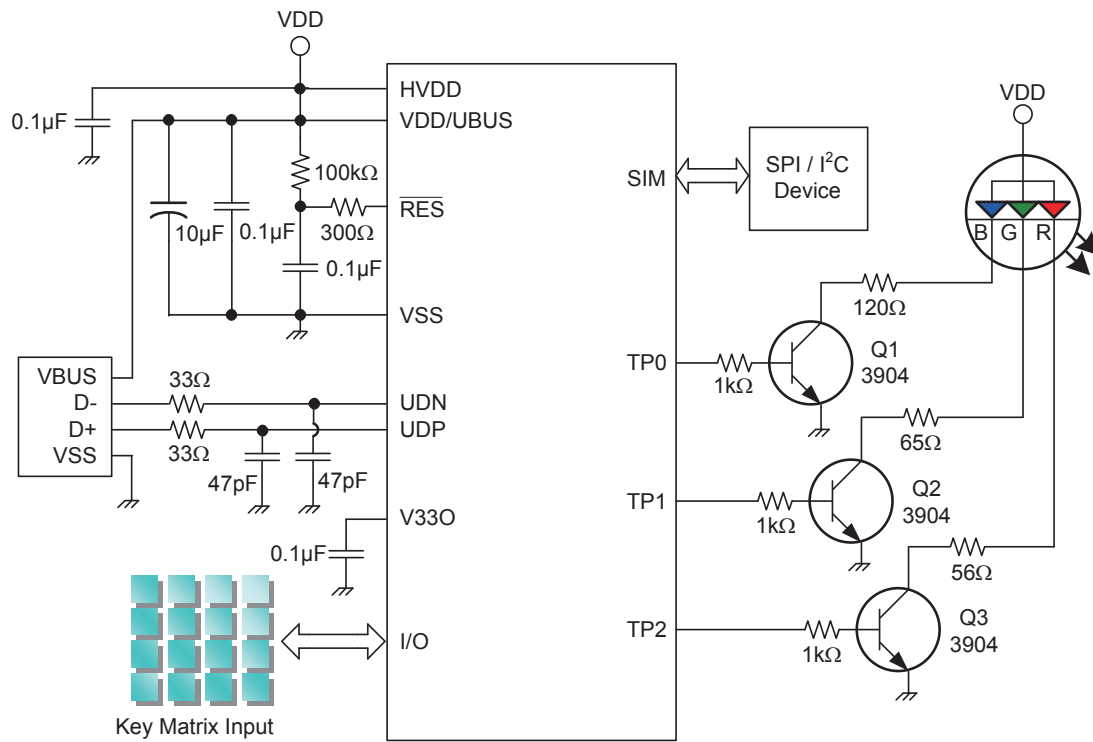 VDD
HVDD
0.1µF
VDD/UBUS
VDD
100kΩ
SIM
SPI / I²C
Device
RES
10µF
0.1µF
300Ω
B G R
0.1µF
120Ω
VSS
TP0
Q1
3904
1kΩ
VBUS
33Ω
D-
UDN
D+
UDP
VSS
33Ω
65Ω
47pF
47pF
TP1
Q2
3904
1kΩ
V33O
0.1µF
56Ω
I/O
TP2
Q3
3904
1kΩ
Key Matrix Input